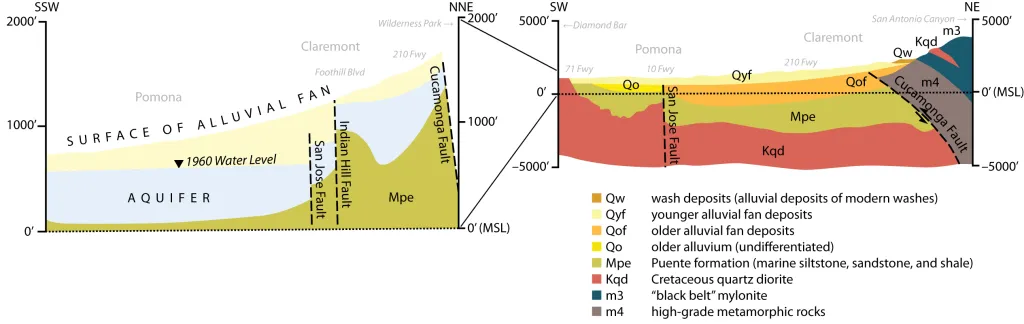 SSW
NNE
2000′
2000′
Wilderness Park →
Claremont
210 Fwy
Foothill Blvd
Pomona
SURFACE OF ALLUVIAL FAN
Cucamonga Fault
1000′
1000′
1960 Water Level
Indian Hill Fault
San Jose Fault
AQUIFER
Mpe
0′
0′ (MSL)
SW
NE
5000′
5000′
←Diamond Bar
San Antonio Canyon →
m3
Claremont
Kqd
Pomona
Qw
210 Fwy
71 Fwy
10 Fwy
Qyf
Qo
Qof
m4
0′
0′ (MSL)
San Jose Fault
Cucamonga Fault
Mpe
Kqd
–5000′
–5000′
Qw wash deposits (alluvial deposits of modern washes)
Qyf younger alluvial fan deposits
Qof older alluvial fan deposits
Qo older alluvium (undifferentiated)
Mpe Puente formation (marine siltstone, sandstone, and shale)
Kqd Cretaceous quartz diorite
m3 “black belt” mylonite
m4 high-grade metamorphic rocks